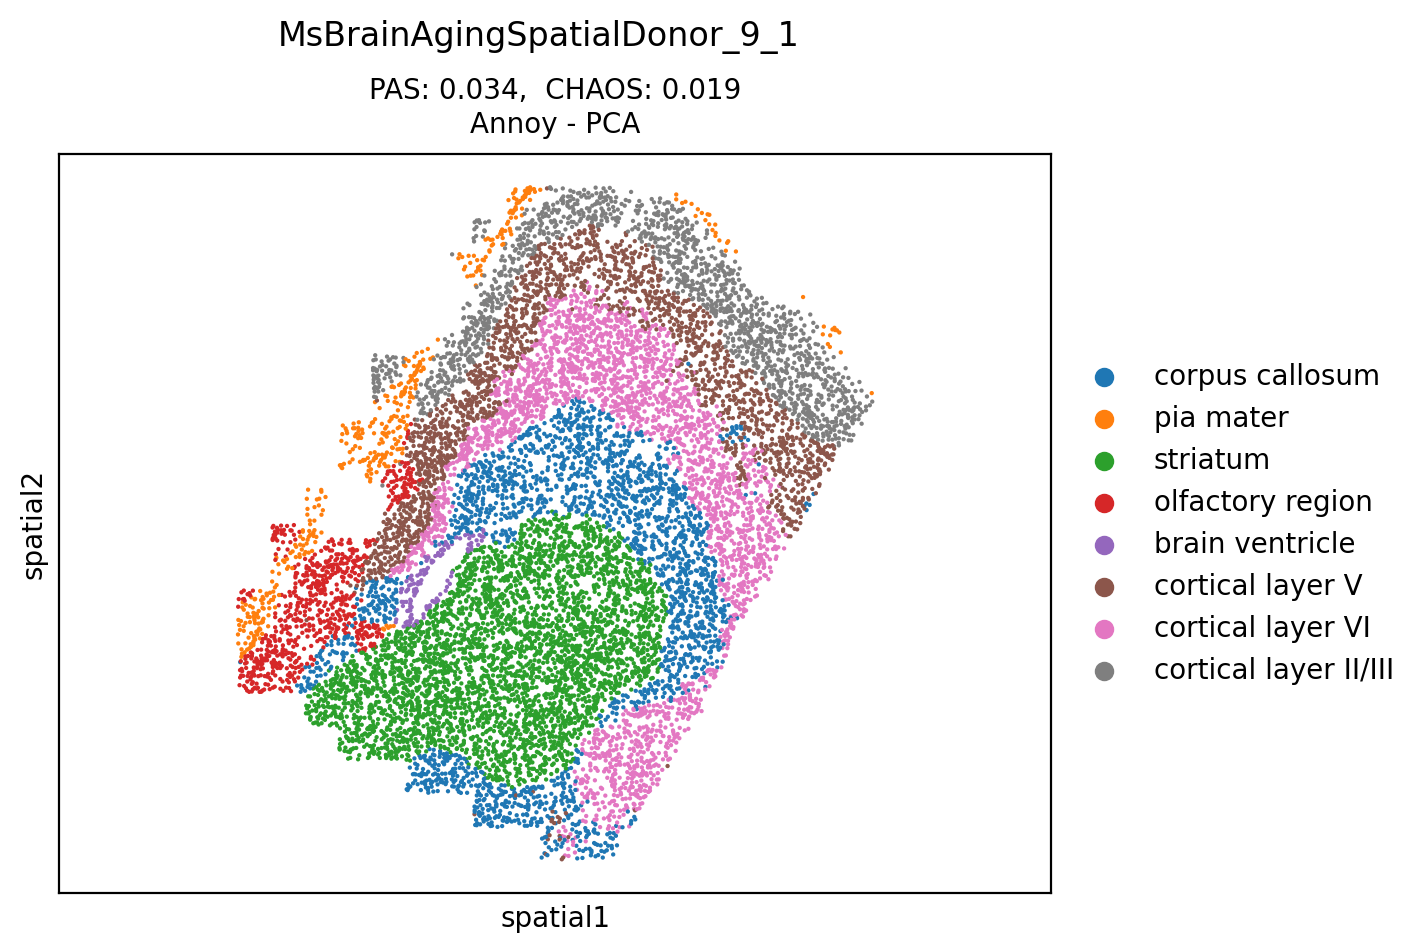 MsBrainAgingSpatialDonor_9_1
PAS: 0.034,  CHAOS: 0.019
Annoy - PCA
spatial2
spatial1
corpus callosum
pia mater
striatum
olfactory region
brain ventricle
cortical layer V
cortical layer VI
cortical layer II/III